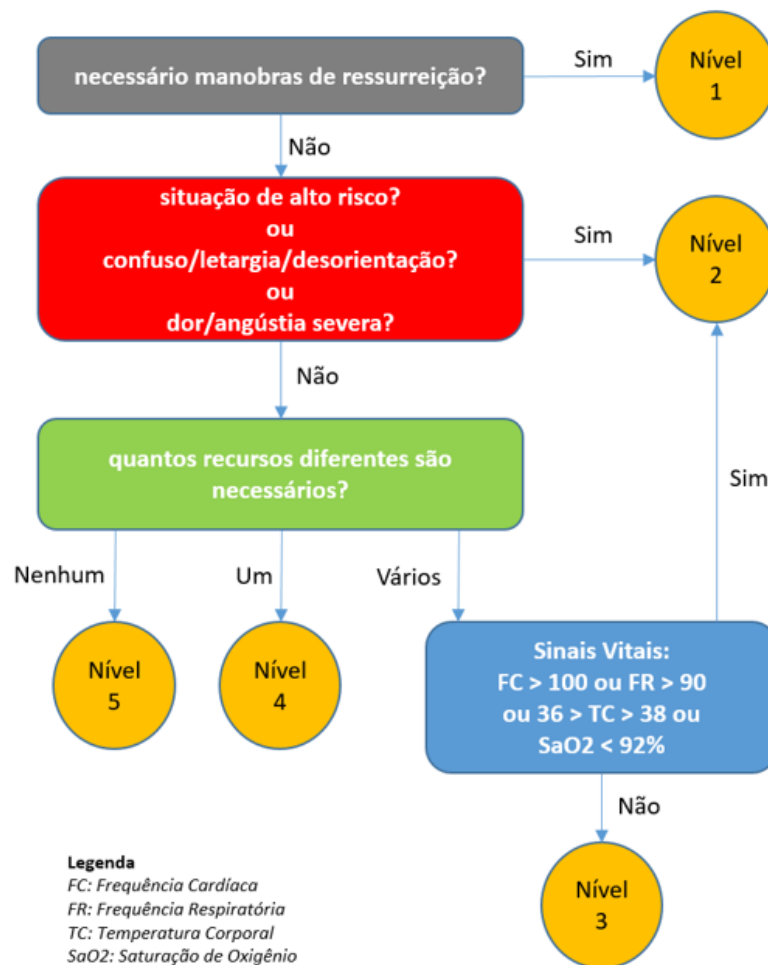 necessário manobras de ressurreição?
Sim
Nível
1
Não
situação de alto risco?
ou
confuso/letargia/desorientação?
ou
dor/angústia severa?
Sim
Nível
2
Não
quantos recursos diferentes são
necessários?
Sim
Nenhum
Um
Vários
Nível
5
Nível
4
Sinais Vitais:
FC > 100 ou FR > 90
ou 36 > TC > 38 ou
SaO2 < 92%
Não
Nível
3
Legenda
FC: Frequência Cardíaca
FR: Frequência Respiratória
TC: Temperatura Corporal
SaO2: Saturação de Oxigênio